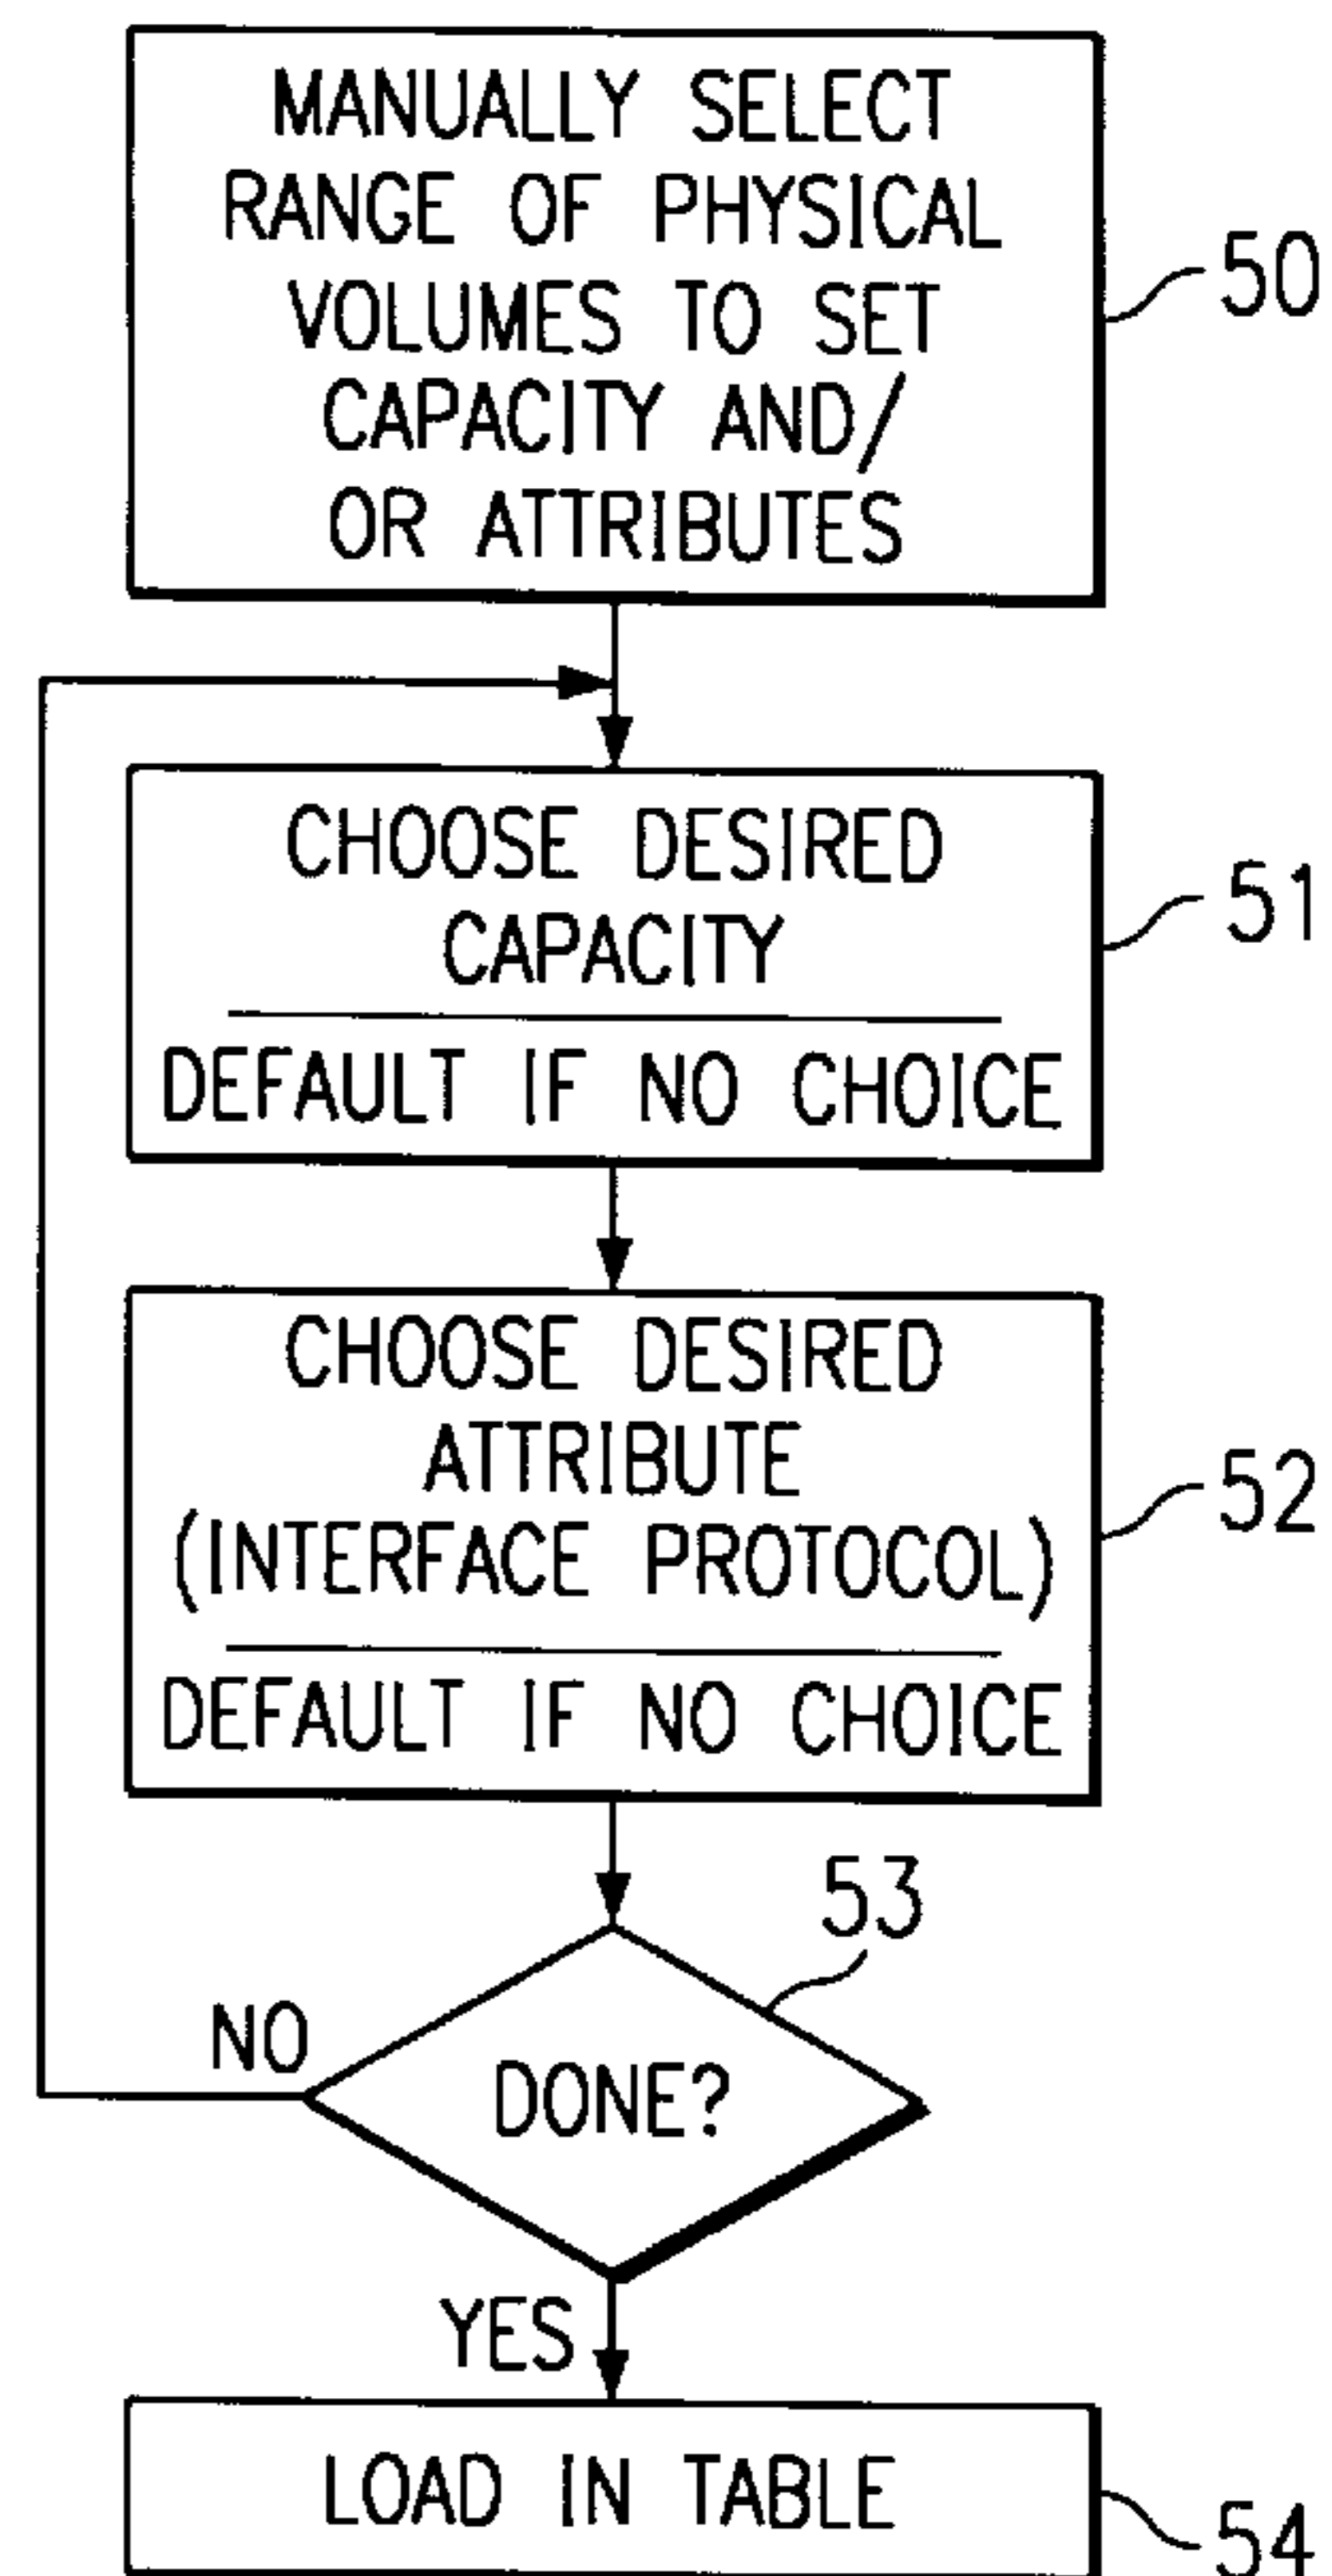 MANUALLY SELECT
RANGE OF PHYSICAL
VOLUMES TO SET
CAPACITY AND/
OR ATTRIBUTES
50
CHOOSE DESIRED
CAPACITY
DEFAULT IF NO CHOICE
51
CHOOSE DESIRED
ATTRIBUTE
(INTERFACE PROTOCOL)
DEFAULT IF NO CHOICE
52
53
NO
DONE?
YES
LOAD IN TABLE
54